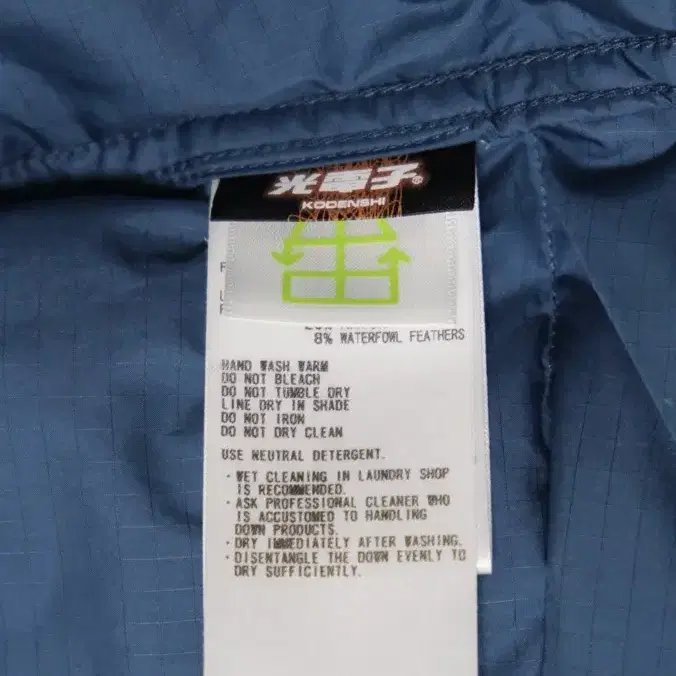 光電子®
KODENSHI
8% WATERFOWL FEATHERS
HAND WASH WARM
DO NOT BLEACH
DO NOT TUMBLE DRY
LINE DRY IN SHADE
DO NOT IRON
DO NOT DRY CLEAN
USE NEUTRAL DETERGENT.
· WET CLEANING IN LAUNDRY SHOP
IS RECOMMENDED.
· ASK PROFESSIONAL CLEANER WHO
IS ACCUSTOMED TO HANDLING
DOWN PRODUCTS.
· DRY IMMEDIATELY AFTER WASHING.
· DISENTANGLE THE DOWN EVENLY TO
DRY SUFFICIENTLY.